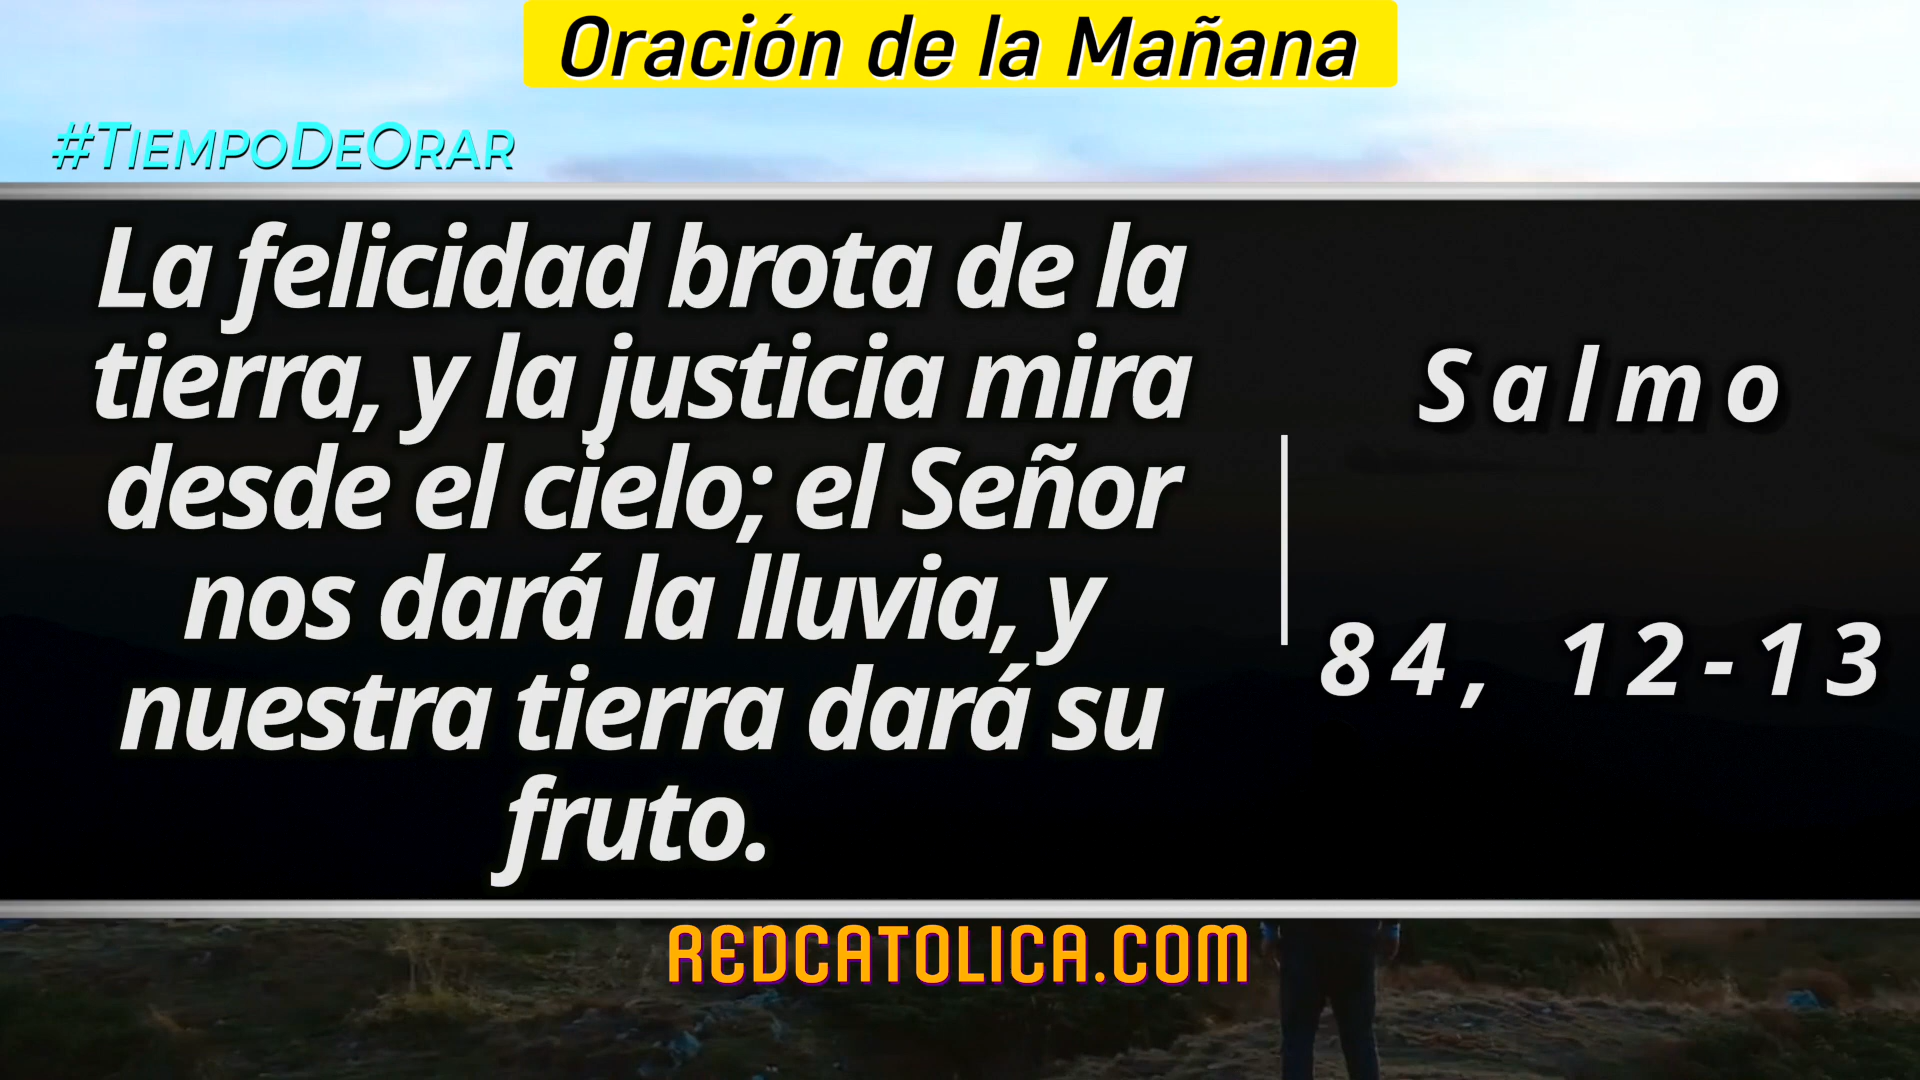 Oración de la Mañana
#TiempoDeOrar
La felicidad brota de la
tierra, y la justicia mira
desde el cielo; el Señor
nos dará la lluvia, y
nuestra tierra dará su
fruto.
Salmo
84, 12-13
REDCATOLICA.COM